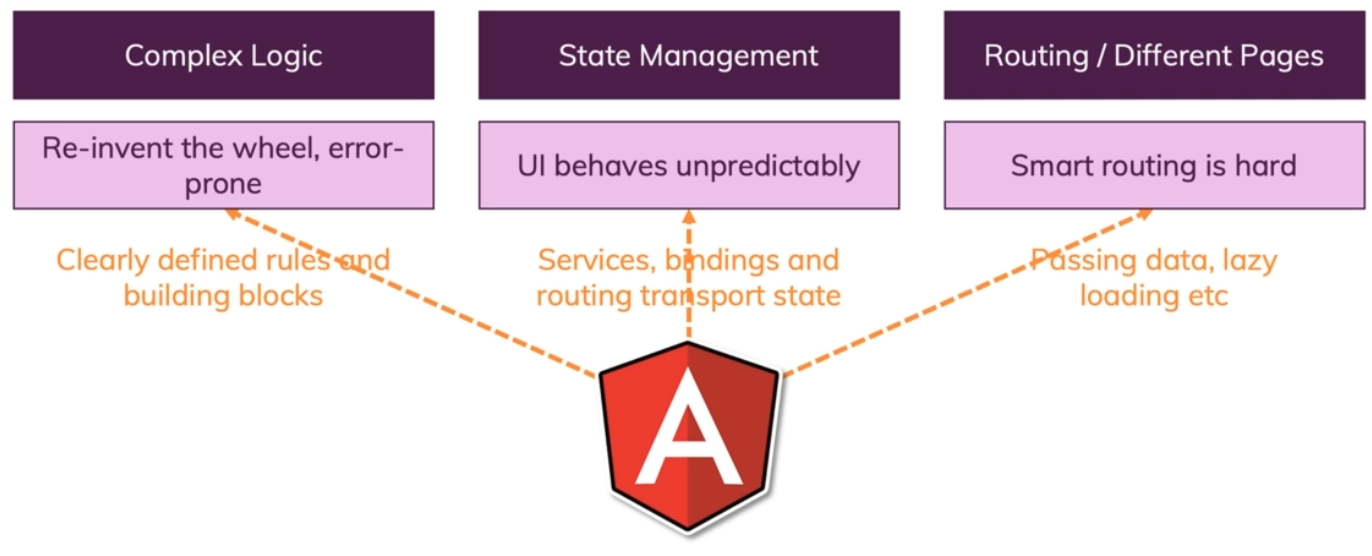 Complex Logic
State Management
Routing / Different Pages
Re-invent the wheel, error-
prone
UI behaves unpredictably
Smart routing is hard
Clearly defined rules and
building blocks
Services, bindings and
routing transport state
Passing data, lazy
loading etc
A